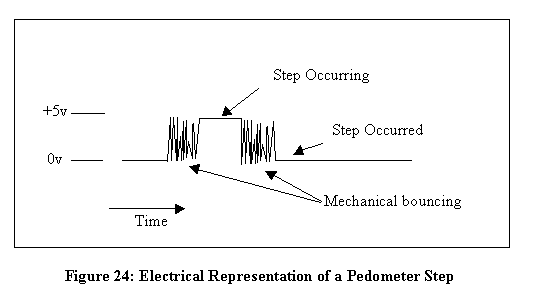 Step Occurring
+5v
Step Occurred
0v
Mechanical bouncing
Time
Figure 24: Electrical Representation of a Pedometer Step